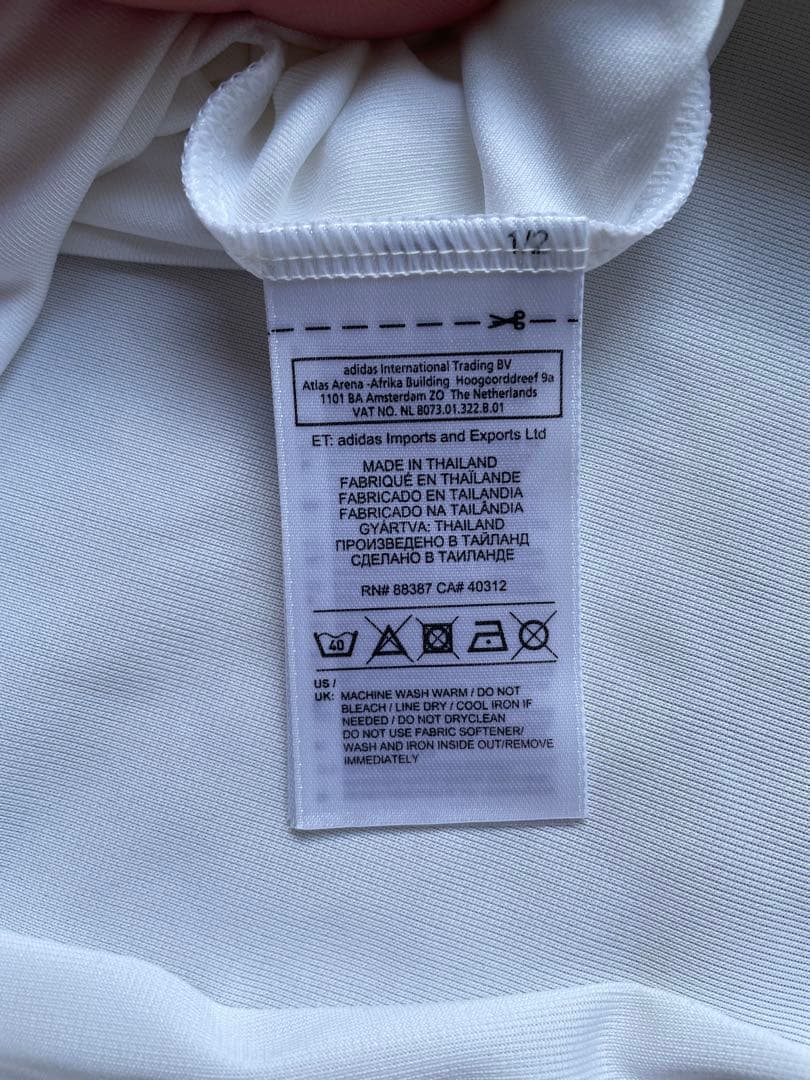 1/2
adidas International Trading BV
Atlas Arena -Afrika Building Hoogoorddreef 9a
1101 BA Amsterdam ZO The Netherlands
VAT NO. NL 8073.01.322.B.01
ET: adidas Imports and Exports Ltd
MADE IN THAILAND
FABRIQUÉ EN THAÏLANDE
FABRICADO EN TAILANDIA
FABRICADO NA TAILÂNDIA
GYÁRTVA: THAILAND
ПРОИЗВЕДЕНО В ТАЙЛАНД
СДЕЛАНО В ТАИЛАНДЕ
RN# 88387 CA# 40312
40
US /
UK: MACHINE WASH WARM / DO NOT
BLEACH / LINE DRY / COOL IRON IF
NEEDED / DO NOT DRYCLEAN
DO NOT USE FABRIC SOFTENER/
WASH AND IRON INSIDE OUT/REMOVE
IMMEDIATELY